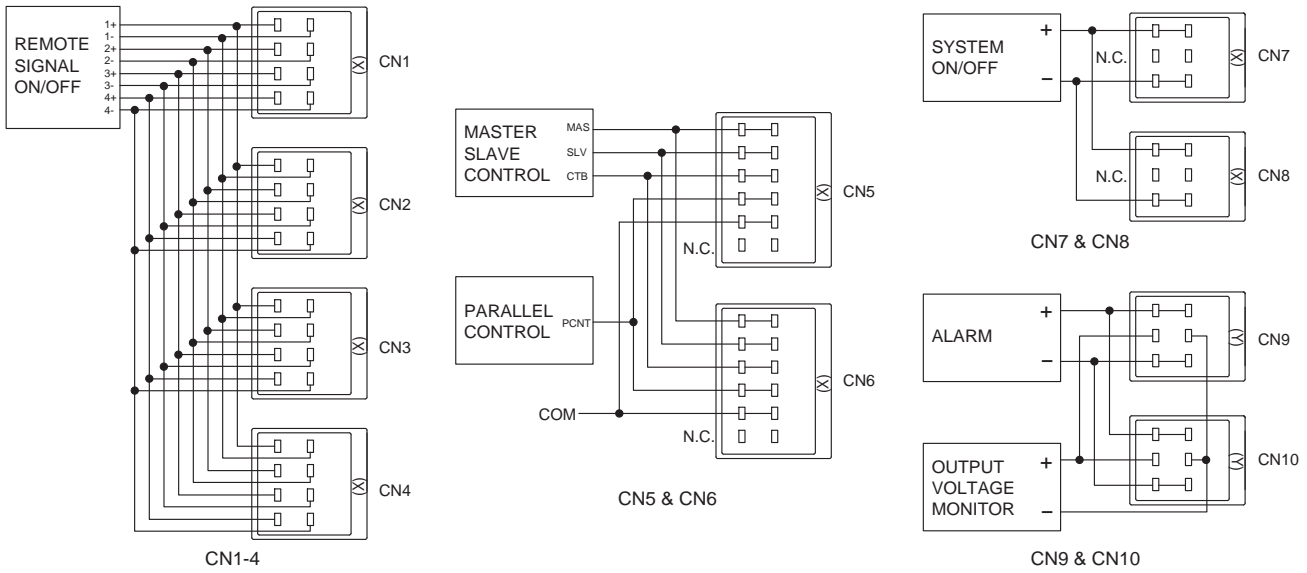 REMOTE
SIGNAL
ON/OFF
1+
1-
2+
2-
3+
3-
4+
4-
(X)
CN1
(X)
CN2
(X)
CN3
(X)
CN4
CN1-4
MASTER
SLAVE
CONTROL
MAS
SLV
CTB
N.C.
(X)
CN5
PARALLEL
CONTROL
PCNT
COM
N.C.
(X)
CN6
CN5 & CN6
SYSTEM
ON/OFF
+
−
N.C.
(X)
CN7
N.C.
(X)
CN8
CN7 & CN8
ALARM
+
−
(Y)
CN9
OUTPUT
VOLTAGE
MONITOR
+
−
(Y)
CN10
CN9 & CN10